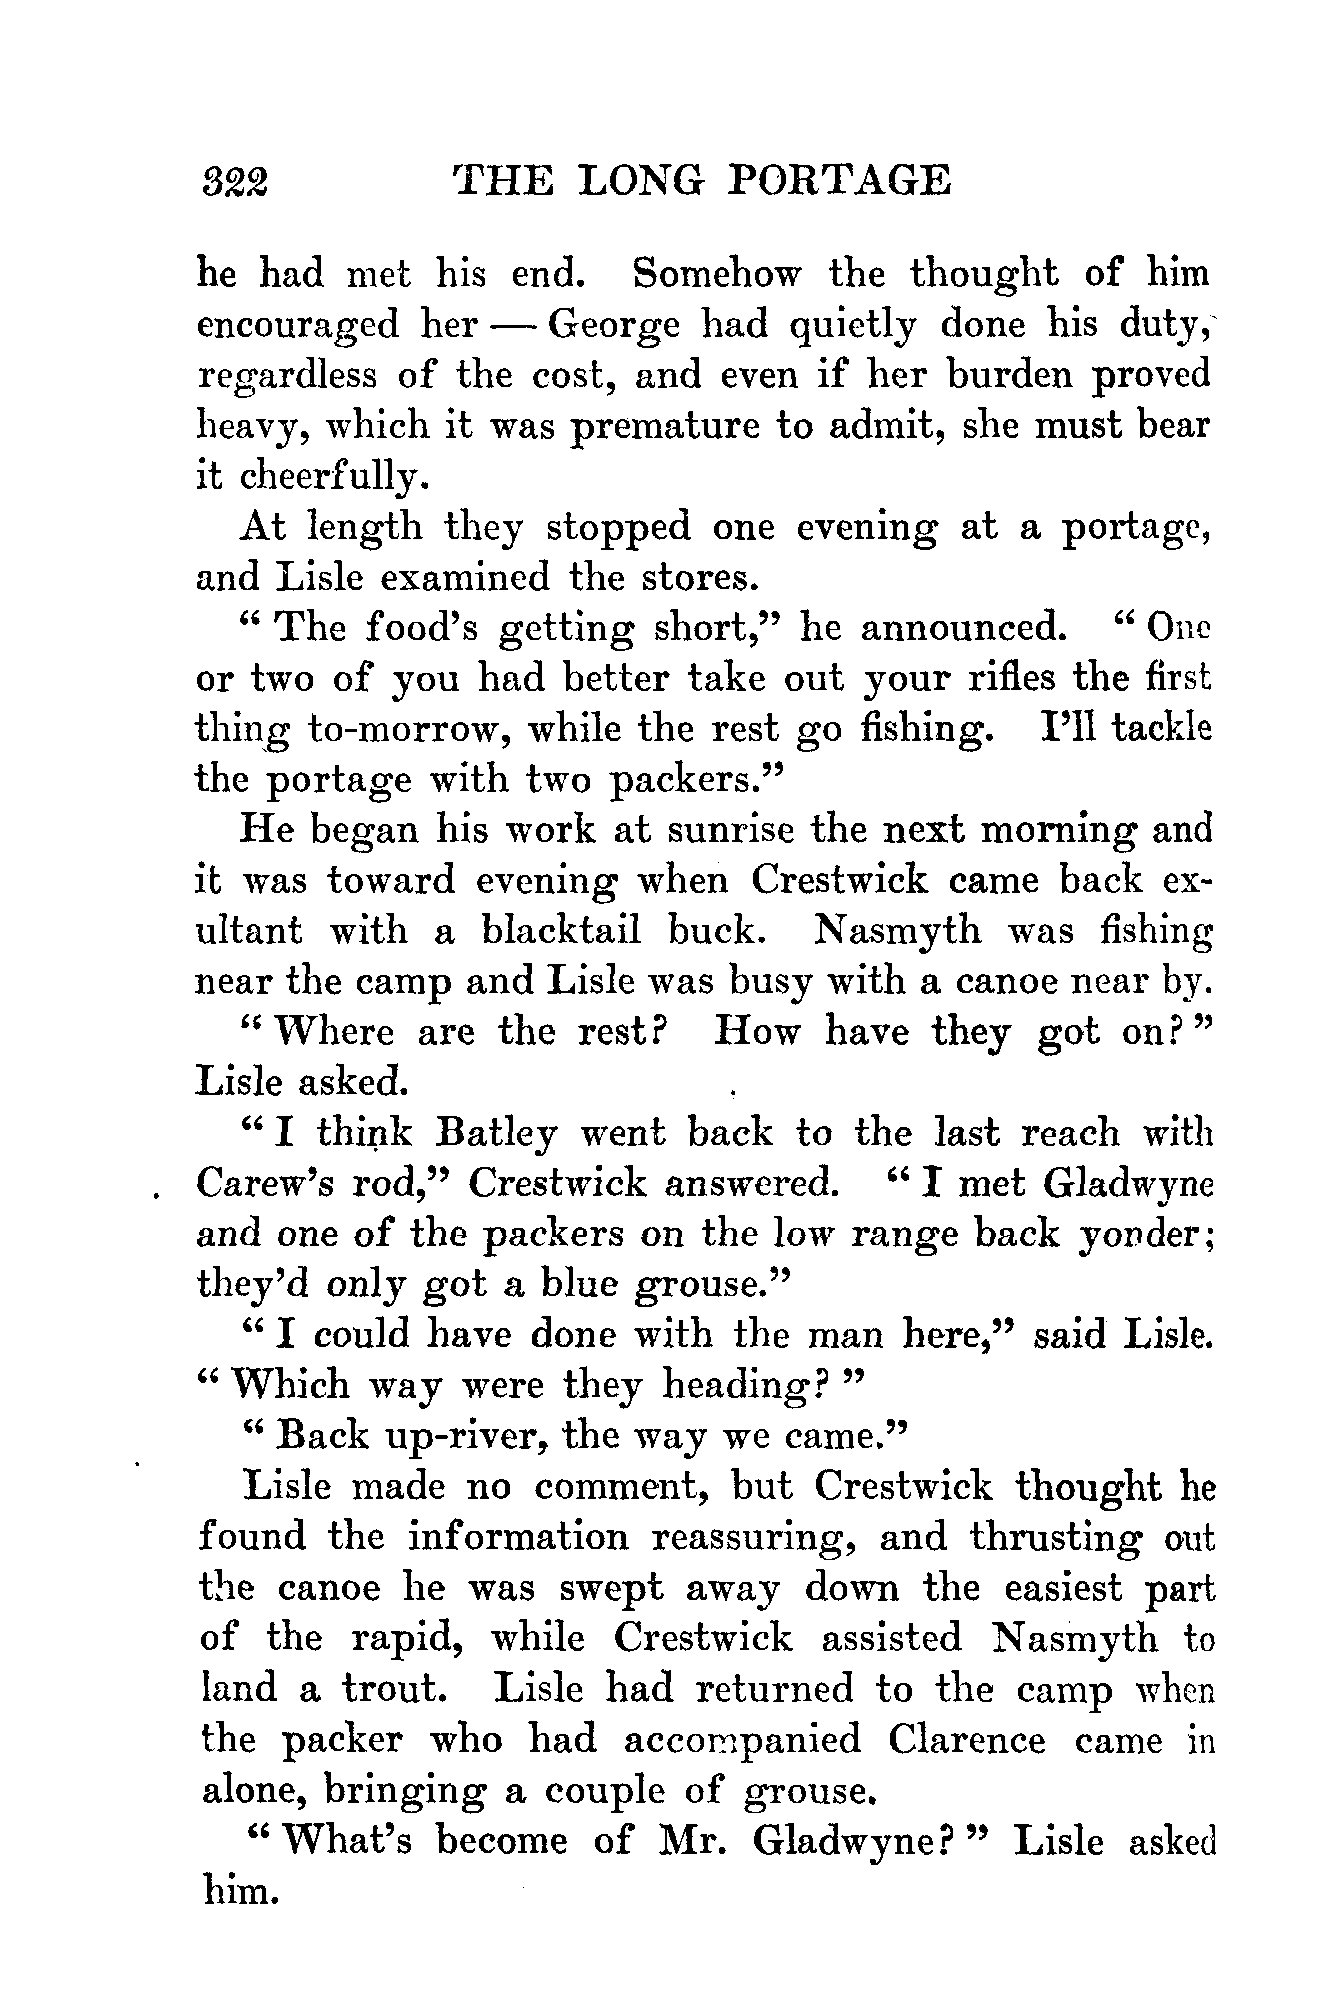 322 THE LONG PORTAGE
he had met his end. Somehow the thought of him
encouraged her — George had quietly done his duty,
regardless of the cost, and even if her burden proved
heavy, which it was premature to admit, she must bear
it cheerfully.
At length they stopped one evening at a portage,
and Lisle examined the stores.
“ The food’s getting short,” he announced. “ One
or two of you had better take out your rifles the first
thing to-morrow, while the rest go fishing. I’ll tackle
the portage with two packers.”
He began his work at sunrise the next morning and
it was toward evening when Crestwick came back ex-
ultant with a blacktail buck. Nasmyth was fishing
near the camp and Lisle was busy with a canoe near by.
“ Where are the rest? How have they got on? ”
Lisle asked.
“ I think Batley went back to the last reach with
Carew’s rod,” Crestwick answered. “ I met Gladwyne
and one of the packers on the low range back yonder;
they’d only got a blue grouse.”
“ I could have done with the man here,” said Lisle.
“ Which way were they heading? ”
“ Back up-river, the way we came.”
Lisle made no comment, but Crestwick thought he
found the information reassuring, and thrusting out
the canoe he was swept away down the easiest part
of the rapid, while Crestwick assisted Nasmyth to
land a trout. Lisle had returned to the camp when
the packer who had accompanied Clarence came in
alone, bringing a couple of grouse.
“ What’s become of Mr. Gladwyne? ” Lisle asked
him.